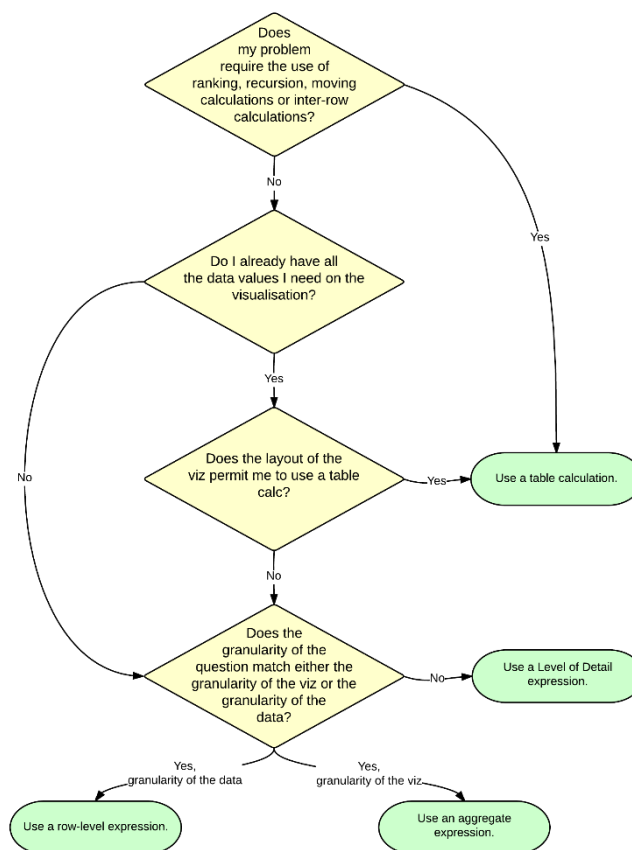 Does
my problem
require the use of
ranking, recursion, moving
calculations or inter-row
calculations?
No
Yes
Do I already have all
the data values I need on the
visualisation?
Yes
No
Does the layout of the
viz permit me to use a table
calc?
Yes
Use a table calculation.
No
Does the
granularity of the
question match either the
granularity of the viz or the
granularity of the
data?
No
Use a Level of Detail
expression.
Yes,
granularity of the data
Yes,
granularity of the viz
Use a row-level expression.
Use an aggregate
expression.